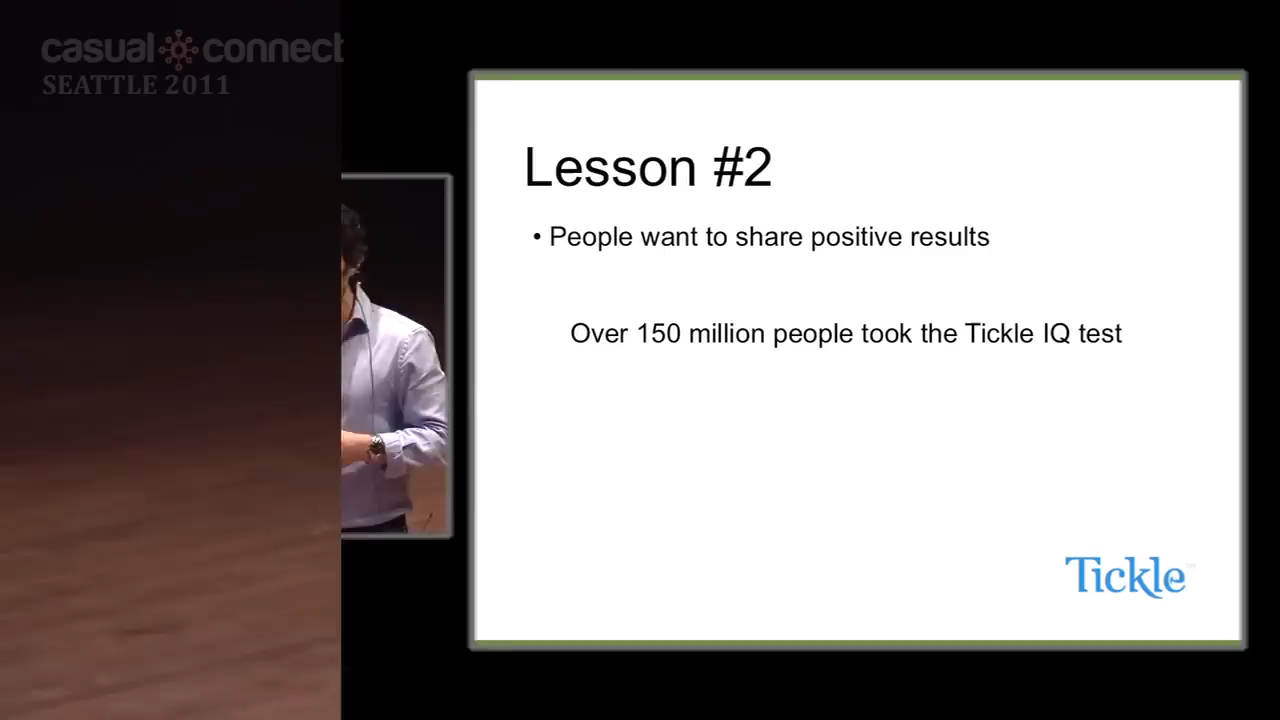 casual connect
SEATTLE 2011
Lesson #2
• People want to share positive results
Over 150 million people took the Tickle IQ test
Tickle